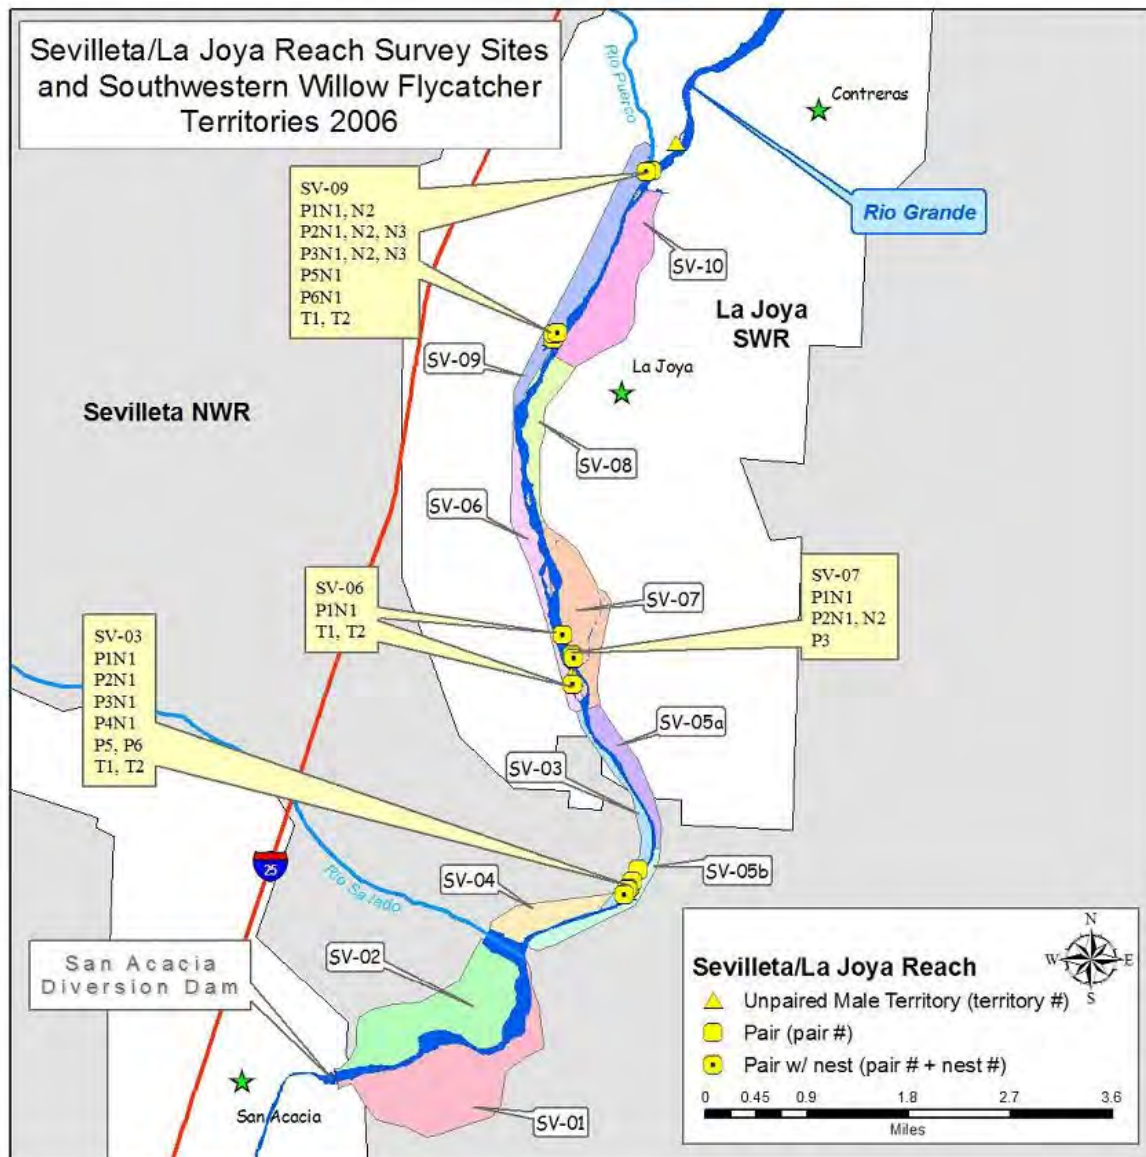 Sevilleta/La Joya Reach Survey Sites
and Southwestern Willow Flycatcher
Territories 2006
Rio Puerco
Contreras
SV-09
P1N1, N2
P2N1, N2, N3
P3N1, N2, N3
P5N1
P6N1
T1, T2
Rio Grande
SV-10
La Joya
SWR
SV-09
La Joya
Sevilleta NWR
SV-08
SV-06
SV-06
P1N1
T1, T2
SV-07
SV-07
P1N1
P2N1, N2
P3
SV-03
P1N1
P2N1
P3N1
P4N1
P5, P6
T1, T2
SV-05a
SV-03
25
SV-05b
SV-04
Rio Salado
San Acacia
Diversion Dam
SV-02
San Acacia
SV-01
N
W
E
S
Sevilleta/La Joya Reach
Unpaired Male Territory (territory #)
Pair (pair #)
Pair w/ nest (pair # + nest #)
0 0.45 0.9 1.8 2.7 3.6
Miles